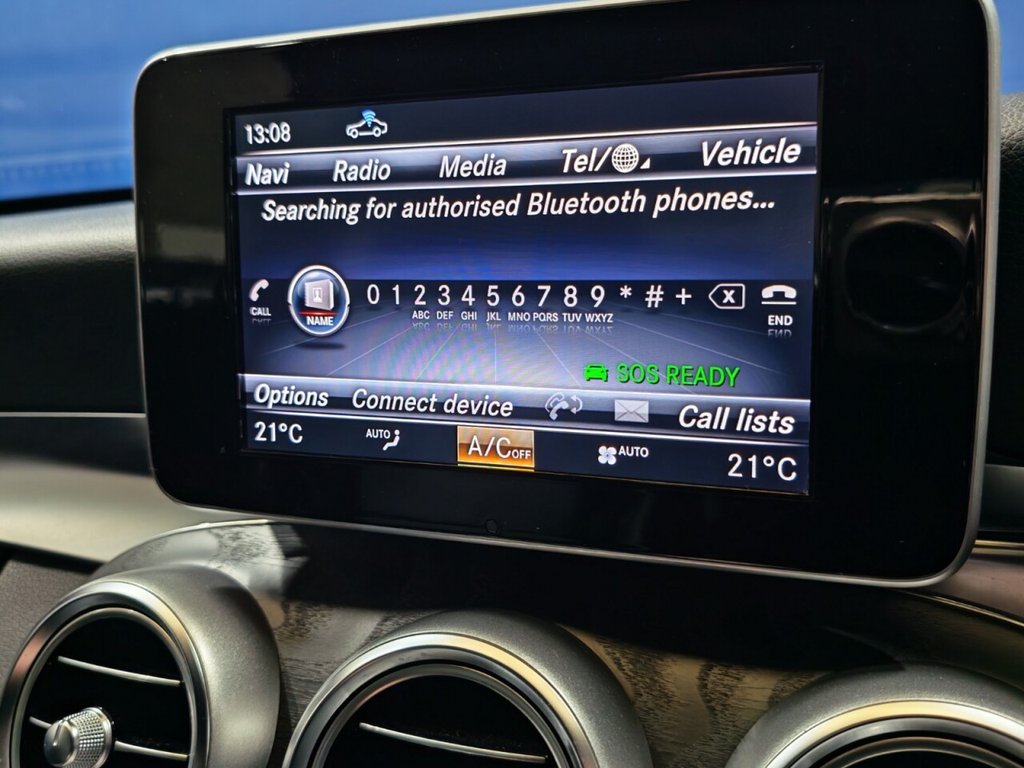 13:08
Navi Radio Media Tel/ Vehicle
Searching for authorised Bluetooth phones...
0 1 2 3 4 5 6 7 8 9 * # + X
CALL NAME ABC DEF GHI JKL MNO PQRS TUV WXYZ END
SOS READY
Options Connect device Call lists
21°C AUTO A/C OFF AUTO 21°C